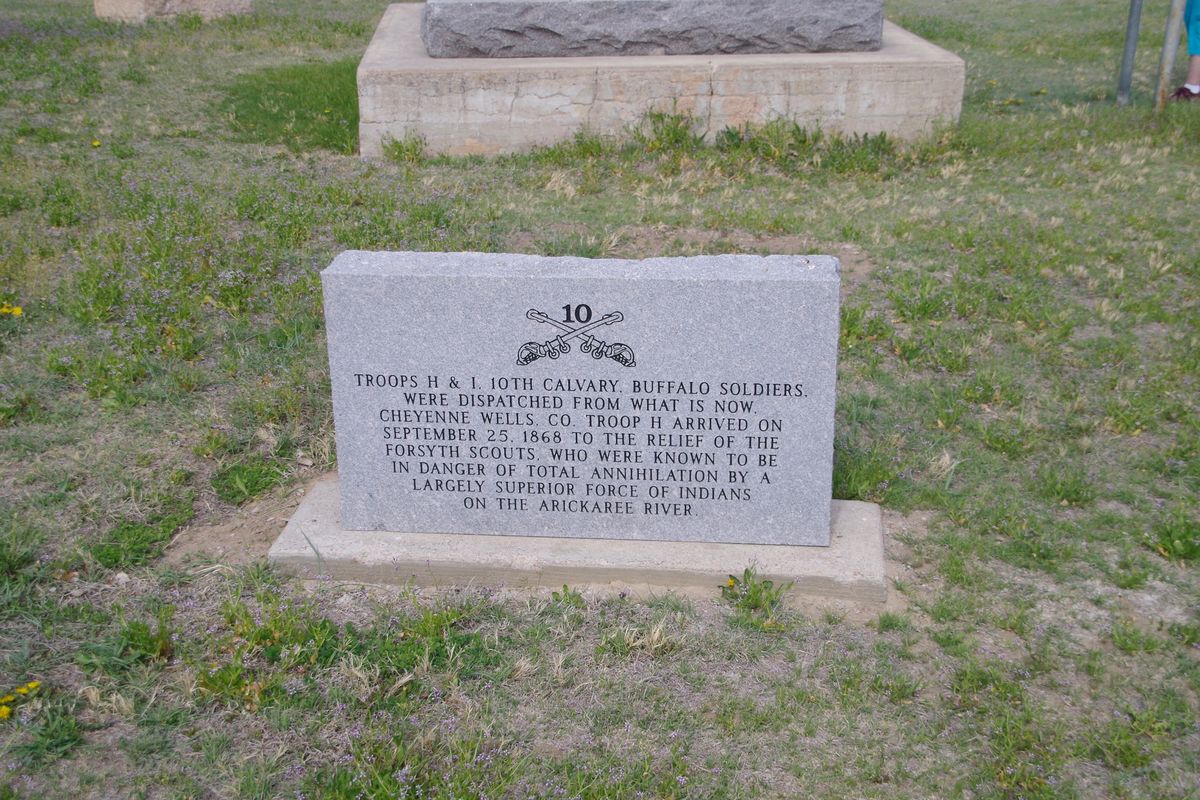 10
TROOPS H & I, 10TH CALVARY, BUFFALO SOLDIERS,
WERE DISPATCHED FROM WHAT IS NOW,
CHEYENNE WELLS, CO. TROOP H ARRIVED ON
SEPTEMBER 25, 1868 TO THE RELIEF OF THE
FORSYTH SCOUTS, WHO WERE KNOWN TO BE
IN DANGER OF TOTAL ANNIHILATION BY A
LARGELY SUPERIOR FORCE OF INDIANS
ON THE ARICKAREE RIVER.